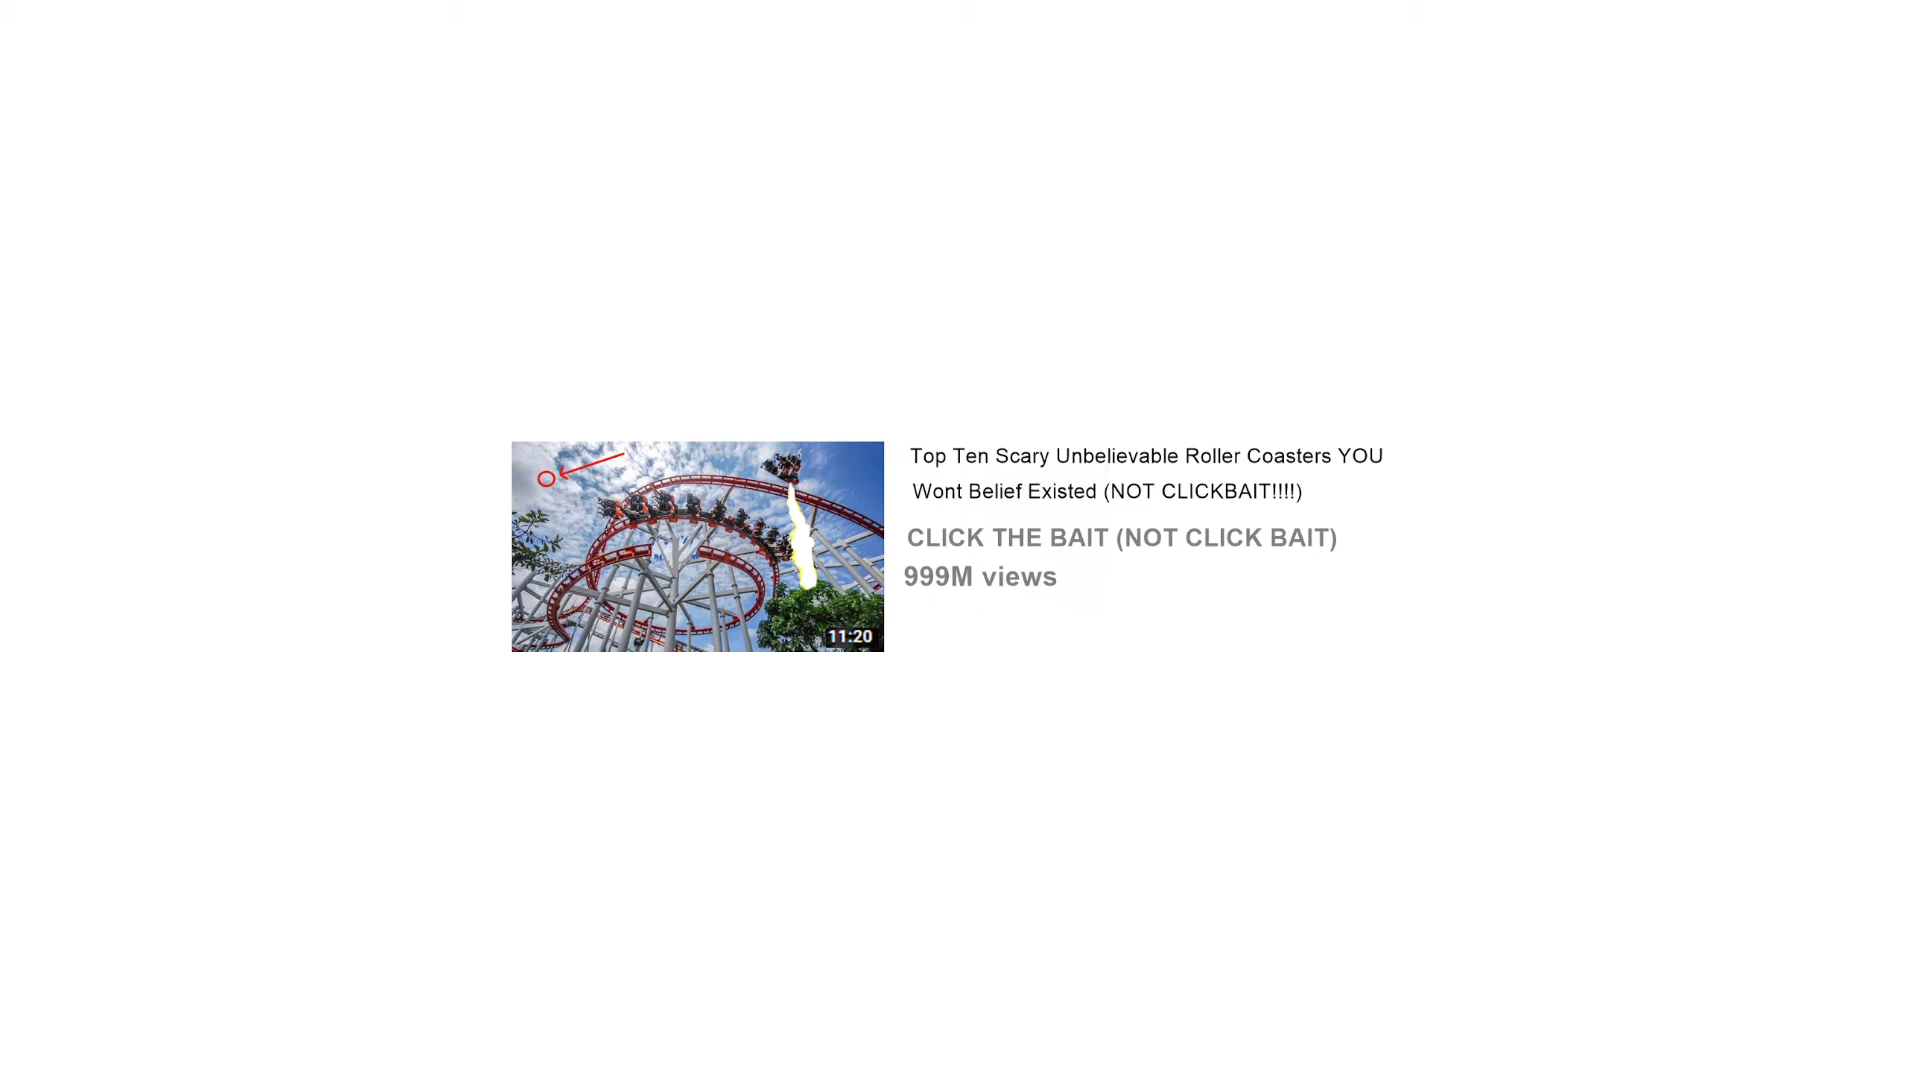 Top Ten Scary Unbelievable Roller Coasters YOU
Wont Belief Existed (NOT CLICKBAIT!!!!)
CLICK THE BAIT (NOT CLICK BAIT)
999M views
11:20